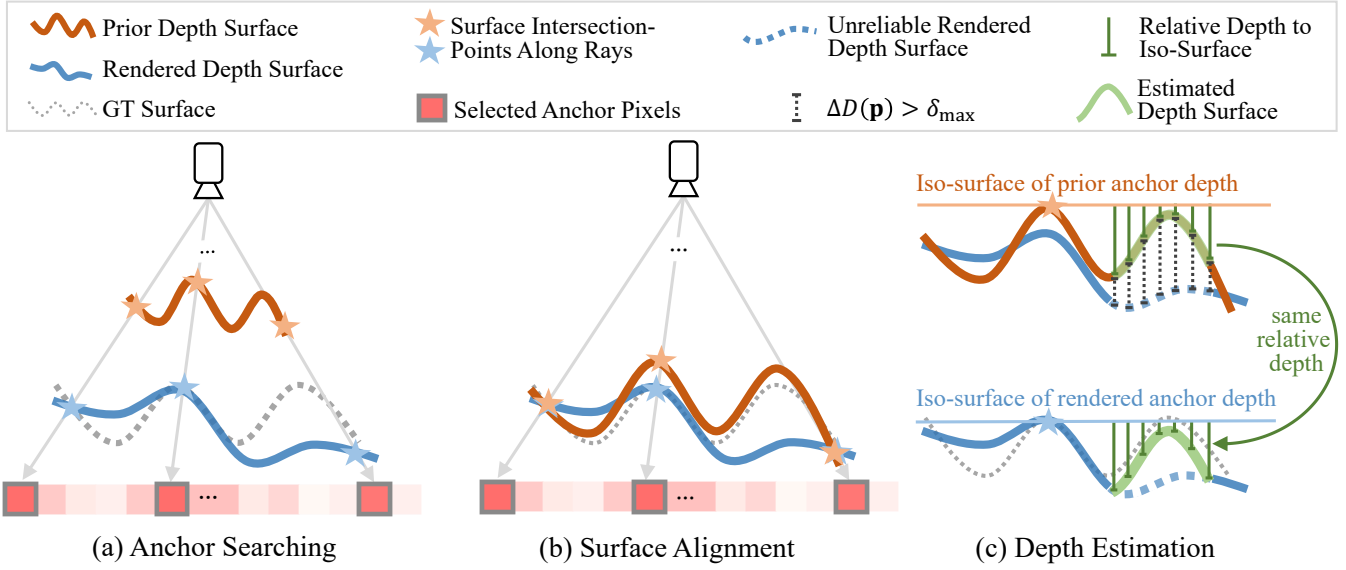 Prior Depth Surface
Rendered Depth Surface
GT Surface
Surface Intersection-
Points Along Rays
Selected Anchor Pixels
Unreliable Rendered
Depth Surface
ΔD(𝐩) > δmax
Relative Depth to
Iso-Surface
Estimated
Depth Surface
...
...
(a) Anchor Searching
...
...
(b) Surface Alignment
Iso-surface of prior anchor depth
same
relative
depth
Iso-surface of rendered anchor depth
(c) Depth Estimation